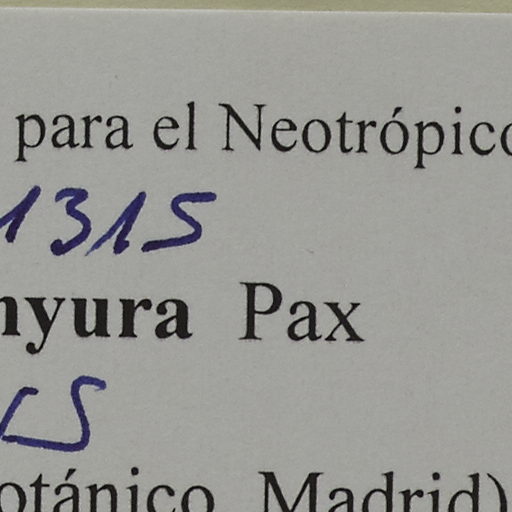 para el Neotrópico
1315
nyura Pax
otánico, Madrid)